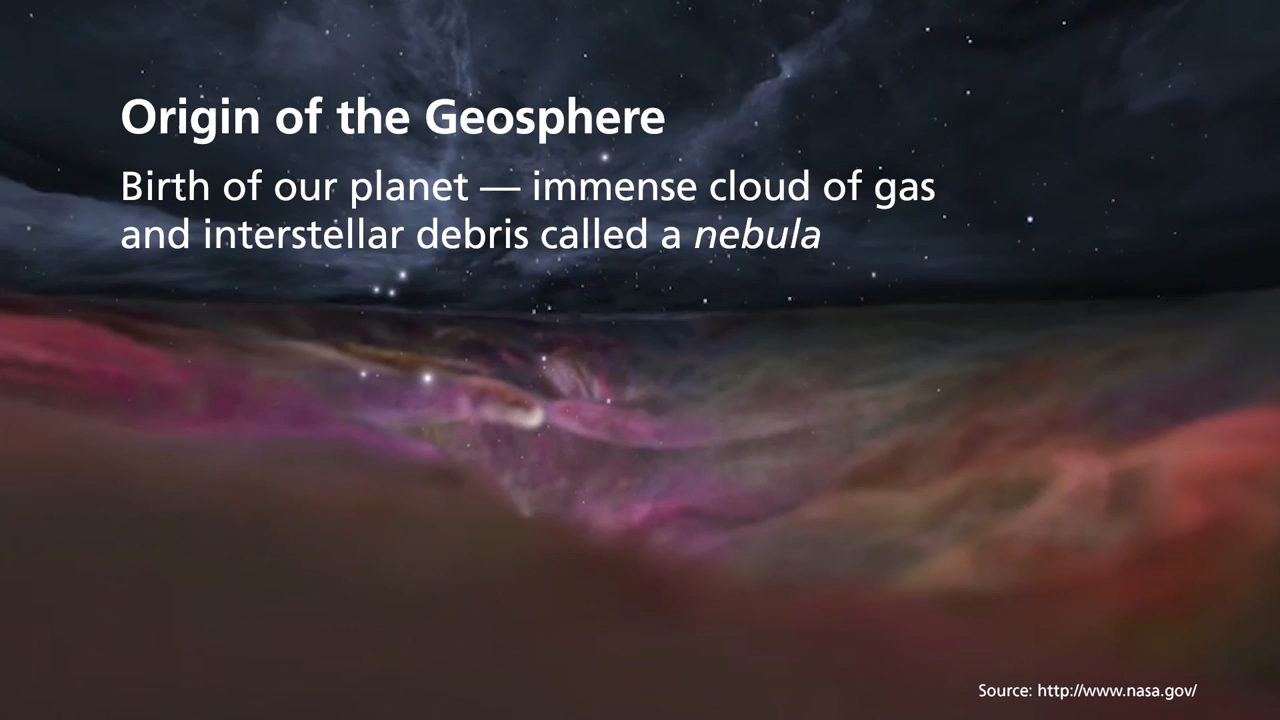 Origin of the Geosphere
Birth of our planet — immense cloud of gas
and interstellar debris called a nebula
Source: http://www.nasa.gov/